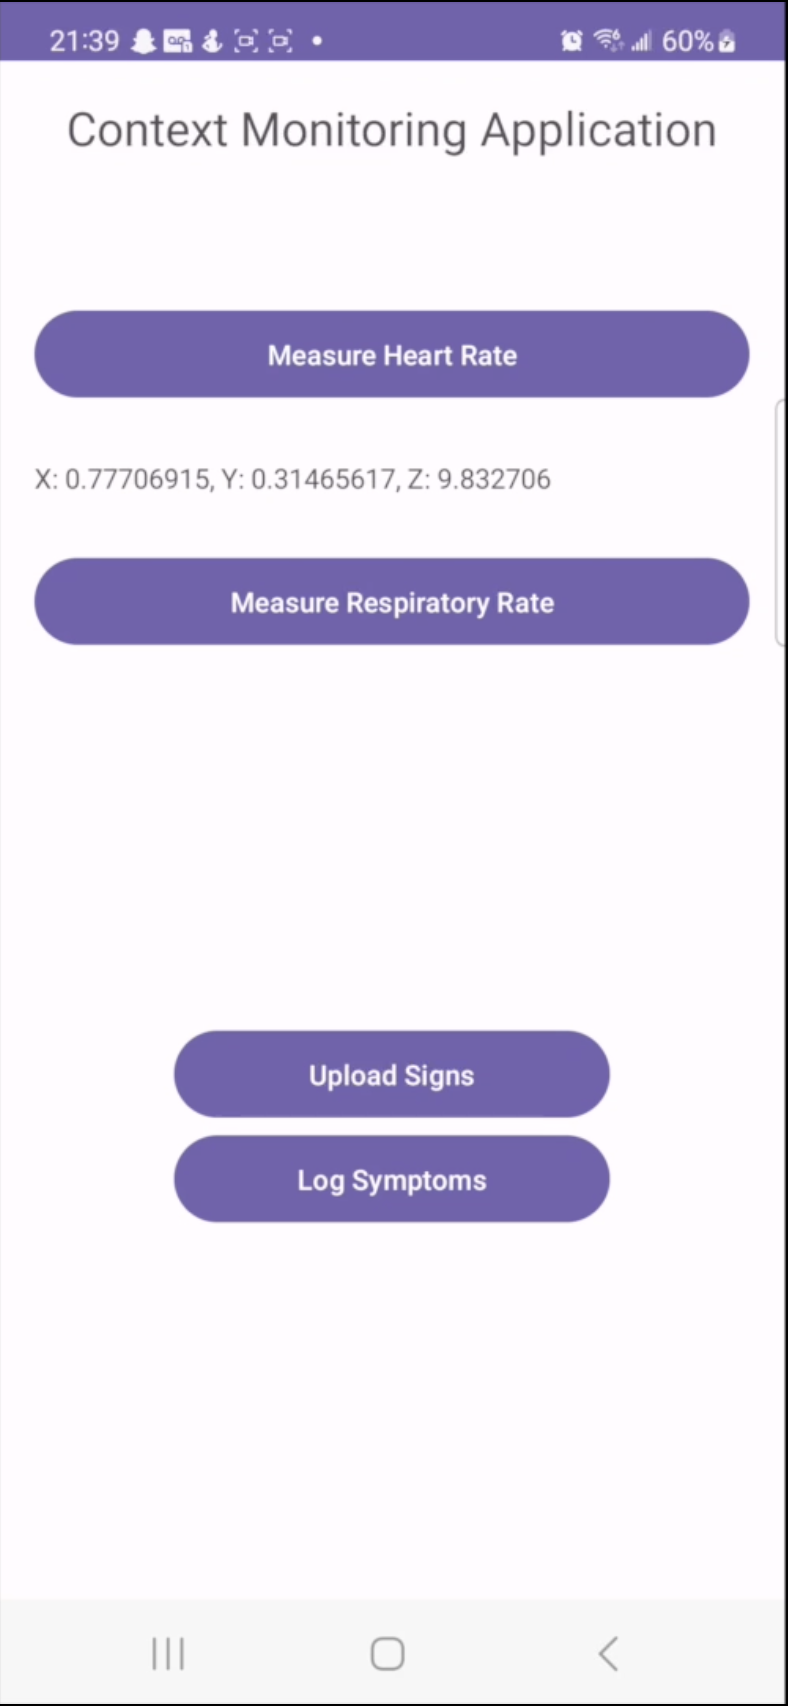 21:39 60%
Context Monitoring Application
Measure Heart Rate
X: 0.77706915, Y: 0.31465617, Z: 9.832706
Measure Respiratory Rate
Upload Signs
Log Symptoms